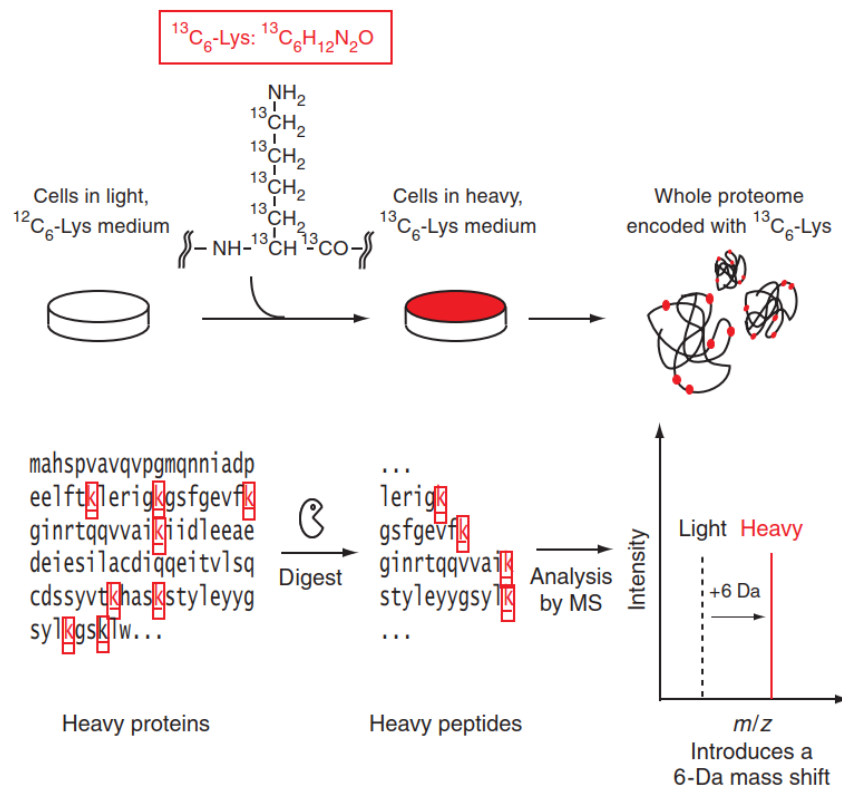 ¹³C₆-Lys: ¹³C₆H₁₂N₂O
NH₂
¹³CH₂
¹³CH₂
¹³CH₂
¹³CH₂
– NH–¹³CH–¹³CO–
Cells in light,
¹²C₆-Lys medium
Cells in heavy,
¹³C₆-Lys medium
Whole proteome
encoded with ¹³C₆-Lys
mahspvavqvpgmqnniadp
eelftklerigkgsfgevfk
ginrtqqvvaikiidleeae
deiesilacdiqqeitvlsq
cdssyvtkhaskstyleyyg
sylkgsklw...
Heavy proteins
Digest
...
lerigk
gsfgevfk
ginrtqqvvaik
styleyygsylk
...
Heavy peptides
Analysis
by MS
Intensity
Light
Heavy
+6 Da
m/z
Introduces a
6-Da mass shift